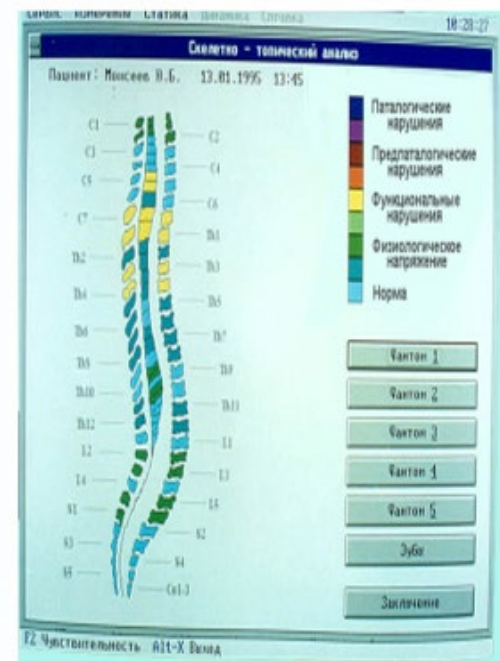 Сервис Измерения Статика Динамика Справка
10:28:27
Скелетно - топический анализ
Пациент: Моисеев В.Б. 13.01.1995 13:45
C1
C2
C3
C4
C5
C6
C7
Th1
Th2
Th3
Th4
Th5
Th6
Th7
Th8
Th9
Th10
Th11
Th12
L1
L2
L3
L4
L5
S1
S2
S3
S4
S5
Co1-3
Паталогические
нарушения
Предпаталогические
нарушения
Функциональные
нарушения
Физиологическое
напряжение
Норма
Фантом 1
Фантом 2
Фантом 3
Фантом 4
Фантом 5
Зубы
Заключение
F2 Чувствительность Alt-X Выход